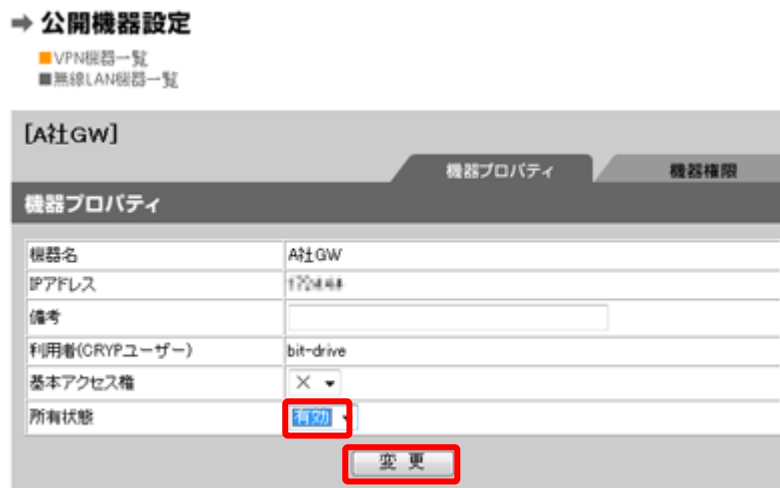 ➡ 公開機器設定
■VPN機器一覧
■無線LAN機器一覧
[A社GW]
機器プロパティ 機器権限
機器プロパティ
機器名 A社GW
IPアドレス
備考
利用者(CRYPユーザー) bit-drive
基本アクセス権 ×
所有状態 有効
変 更